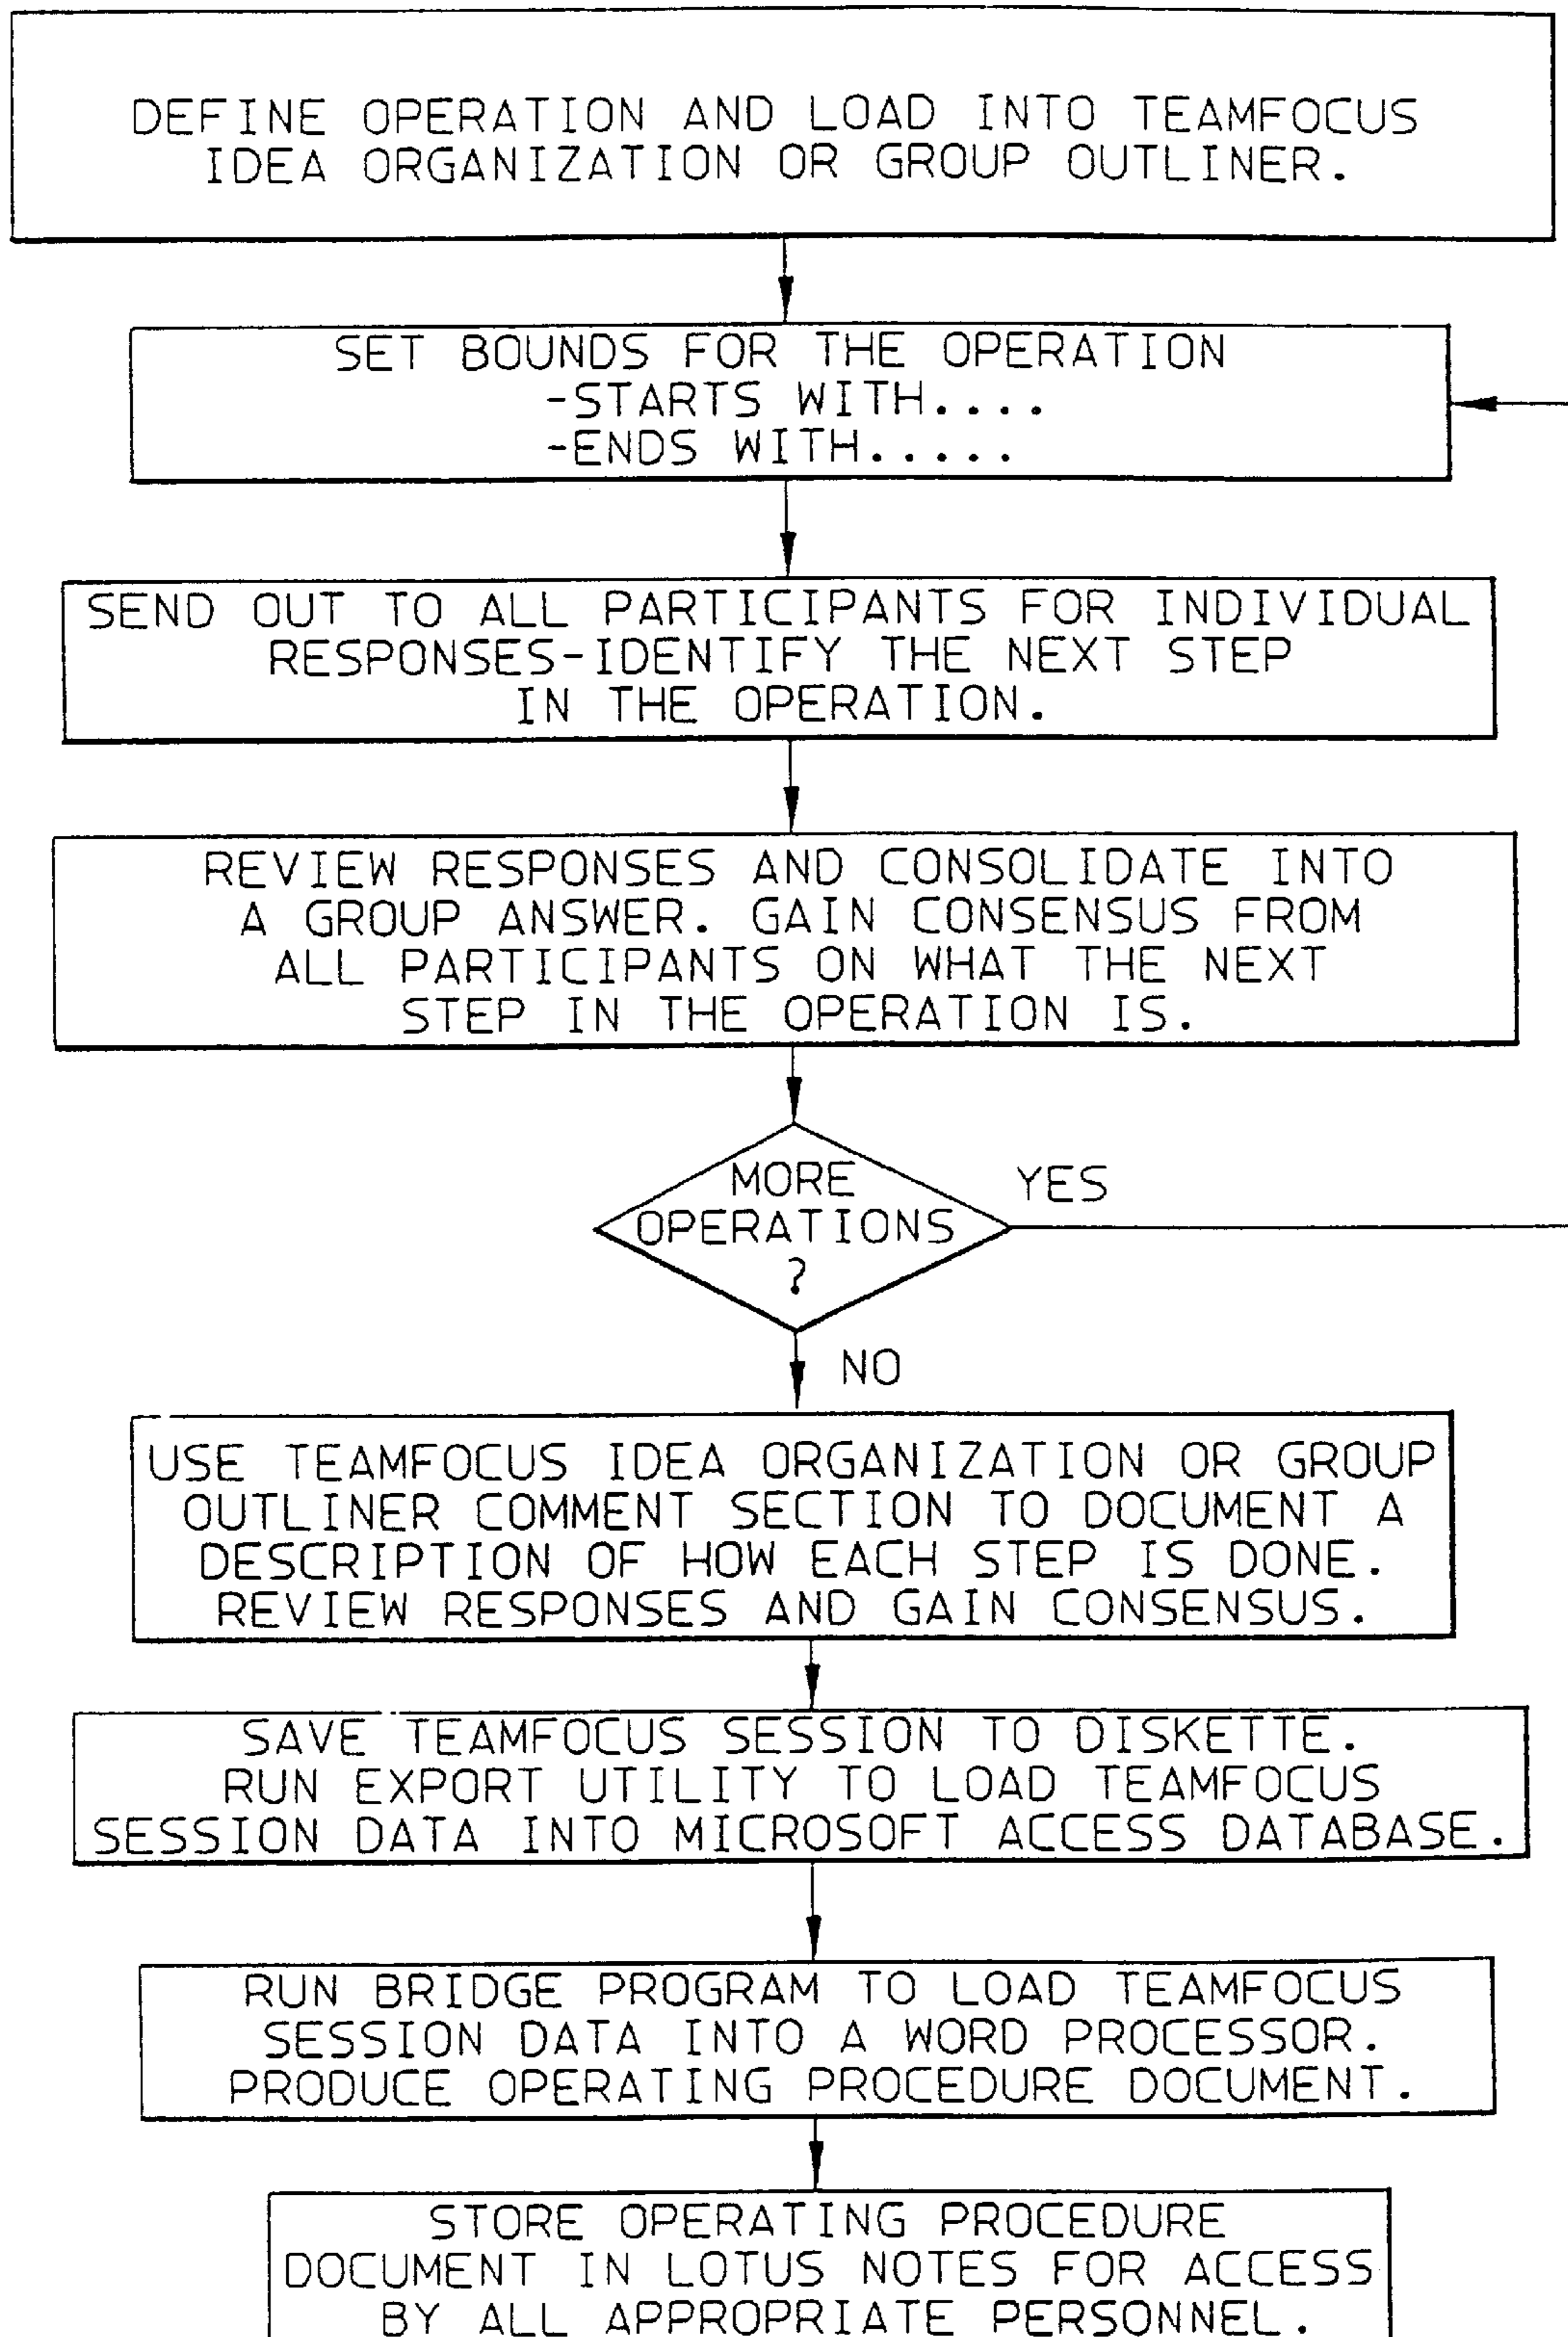 DEFINE OPERATION AND LOAD INTO TEAMFOCUS
IDEA ORGANIZATION OR GROUP OUTLINER.
SET BOUNDS FOR THE OPERATION
-STARTS WITH....
-ENDS WITH.....
SEND OUT TO ALL PARTICIPANTS FOR INDIVIDUAL
RESPONSES-IDENTIFY THE NEXT STEP
IN THE OPERATION.
REVIEW RESPONSES AND CONSOLIDATE INTO
A GROUP ANSWER. GAIN CONSENSUS FROM
ALL PARTICIPANTS ON WHAT THE NEXT
STEP IN THE OPERATION IS.
MORE
OPERATIONS
?
YES
NO
USE TEAMFOCUS IDEA ORGANIZATION OR GROUP
OUTLINER COMMENT SECTION TO DOCUMENT A
DESCRIPTION OF HOW EACH STEP IS DONE.
REVIEW RESPONSES AND GAIN CONSENSUS.
SAVE TEAMFOCUS SESSION TO DISKETTE.
RUN EXPORT UTILITY TO LOAD TEAMFOCUS
SESSION DATA INTO MICROSOFT ACCESS DATABASE.
RUN BRIDGE PROGRAM TO LOAD TEAMFOCUS
SESSION DATA INTO A WORD PROCESSOR.
PRODUCE OPERATING PROCEDURE DOCUMENT.
STORE OPERATING PROCEDURE
DOCUMENT IN LOTUS NOTES FOR ACCESS
BY ALL APPROPRIATE PERSONNEL.